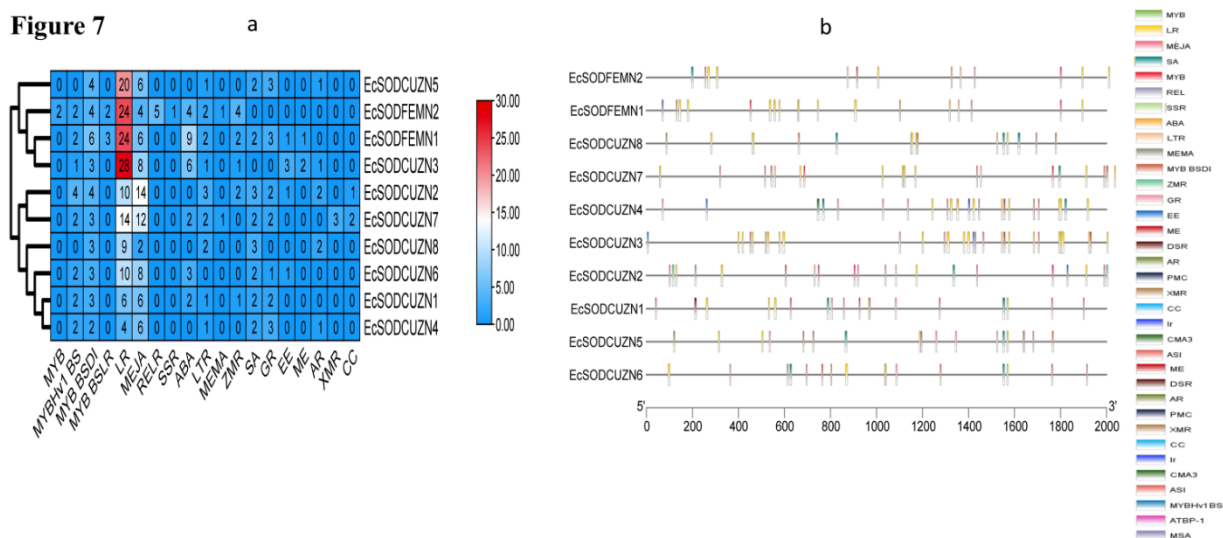 Figure 7
a
0 0 4 0 20 6 0 0 0 1 0 0 2 3 0 0 1 0 0 EcSODCUZN5
2 2 4 2 24 4 5 1 4 2 1 4 0 0 0 0 0 0 0 EcSODFEMN2
0 2 6 3 24 6 0 0 9 2 0 2 2 3 1 1 0 0 0 EcSODFEMN1
0 1 3 0 28 8 0 0 6 1 0 1 0 0 3 2 1 0 0 EcSODCUZN3
0 4 4 0 10 14 0 0 0 3 0 2 3 2 0 0 2 0 1 EcSODCUZN2
0 2 3 0 14 12 0 0 0 2 1 0 2 2 0 0 0 3 2 EcSODCUZN7
0 0 3 0 9 2 0 0 0 2 0 0 3 0 0 0 2 0 0 EcSODCUZN8
0 2 3 0 10 8 0 0 3 0 0 0 2 1 1 0 0 0 0 EcSODCUZN6
0 2 3 0 6 6 0 0 2 1 0 1 2 2 0 0 0 0 0 EcSODCUZN1
0 2 2 0 4 6 0 0 0 1 0 0 2 3 0 0 1 0 0 EcSODCUZN4
MYB
MYBHv1 BS
MYB BSDI
MYB BSLR
LR
MEJA
RELR
SSR
ABA
LTR
MEMA
ZMR
SA
GR
EE
ME
AR
XMR
CC
30.00
25.00
20.00
15.00
10.00
5.00
0.00
b
EcSODFEMN2
EcSODFEMN1
EcSODCUZN8
EcSODCUZN7
EcSODCUZN4
EcSODCUZN3
EcSODCUZN2
EcSODCUZN1
EcSODCUZN5
EcSODCUZN6
5' 3'
0 200 400 600 800 1000 1200 1400 1600 1800 2000
MYB
LR
MEJA
SA
MYB
REL
SSR
ABA
LTR
MEMA
MYB BSDI
ZMR
GR
EE
ME
DSR
AR
PMC
XMR
CC
Ir
CMA3
ASI
ME
DSR
AR
PMC
XMR
CC
Ir
CMA3
ASI
MYBHv1BS
ATBP-1
MSA